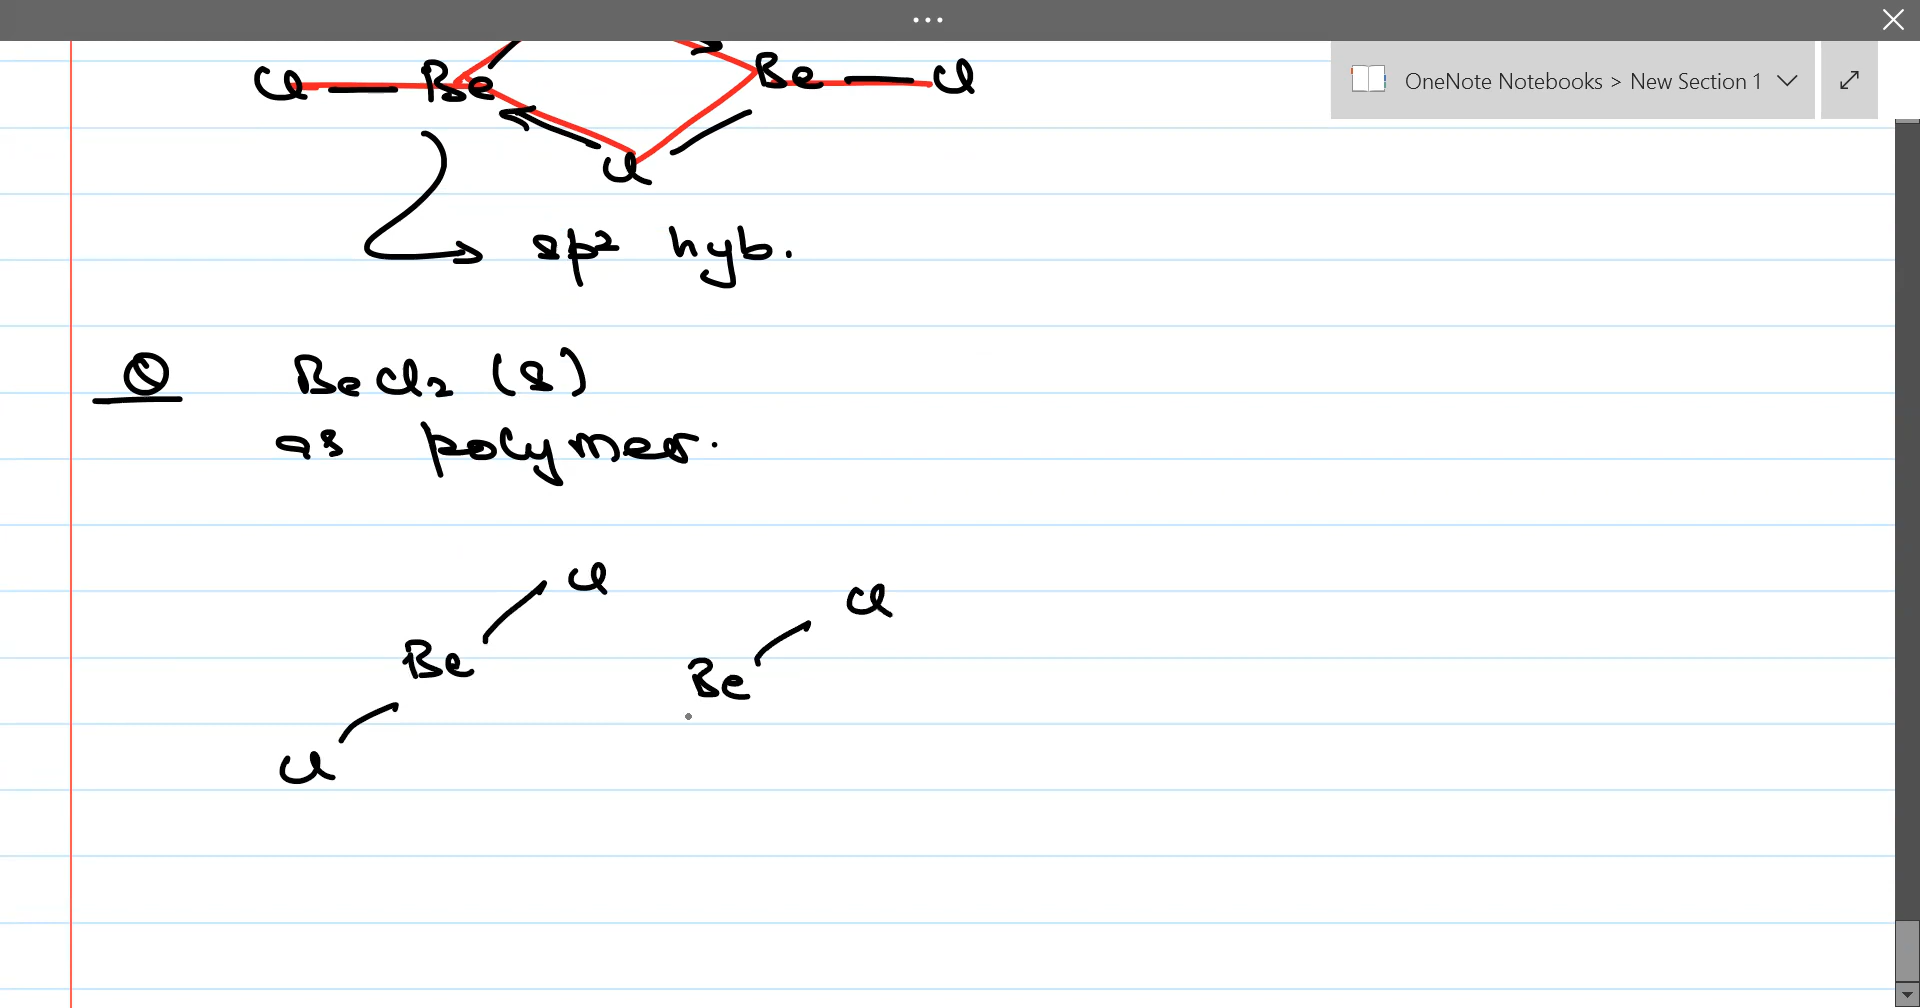 ...
OneNote Notebooks > New Section 1
Cl — Be Be — Cl
Cl
sp² hyb.
Q BeCl₂ (s)
as polymer.
Cl Cl
Be Be
Cl